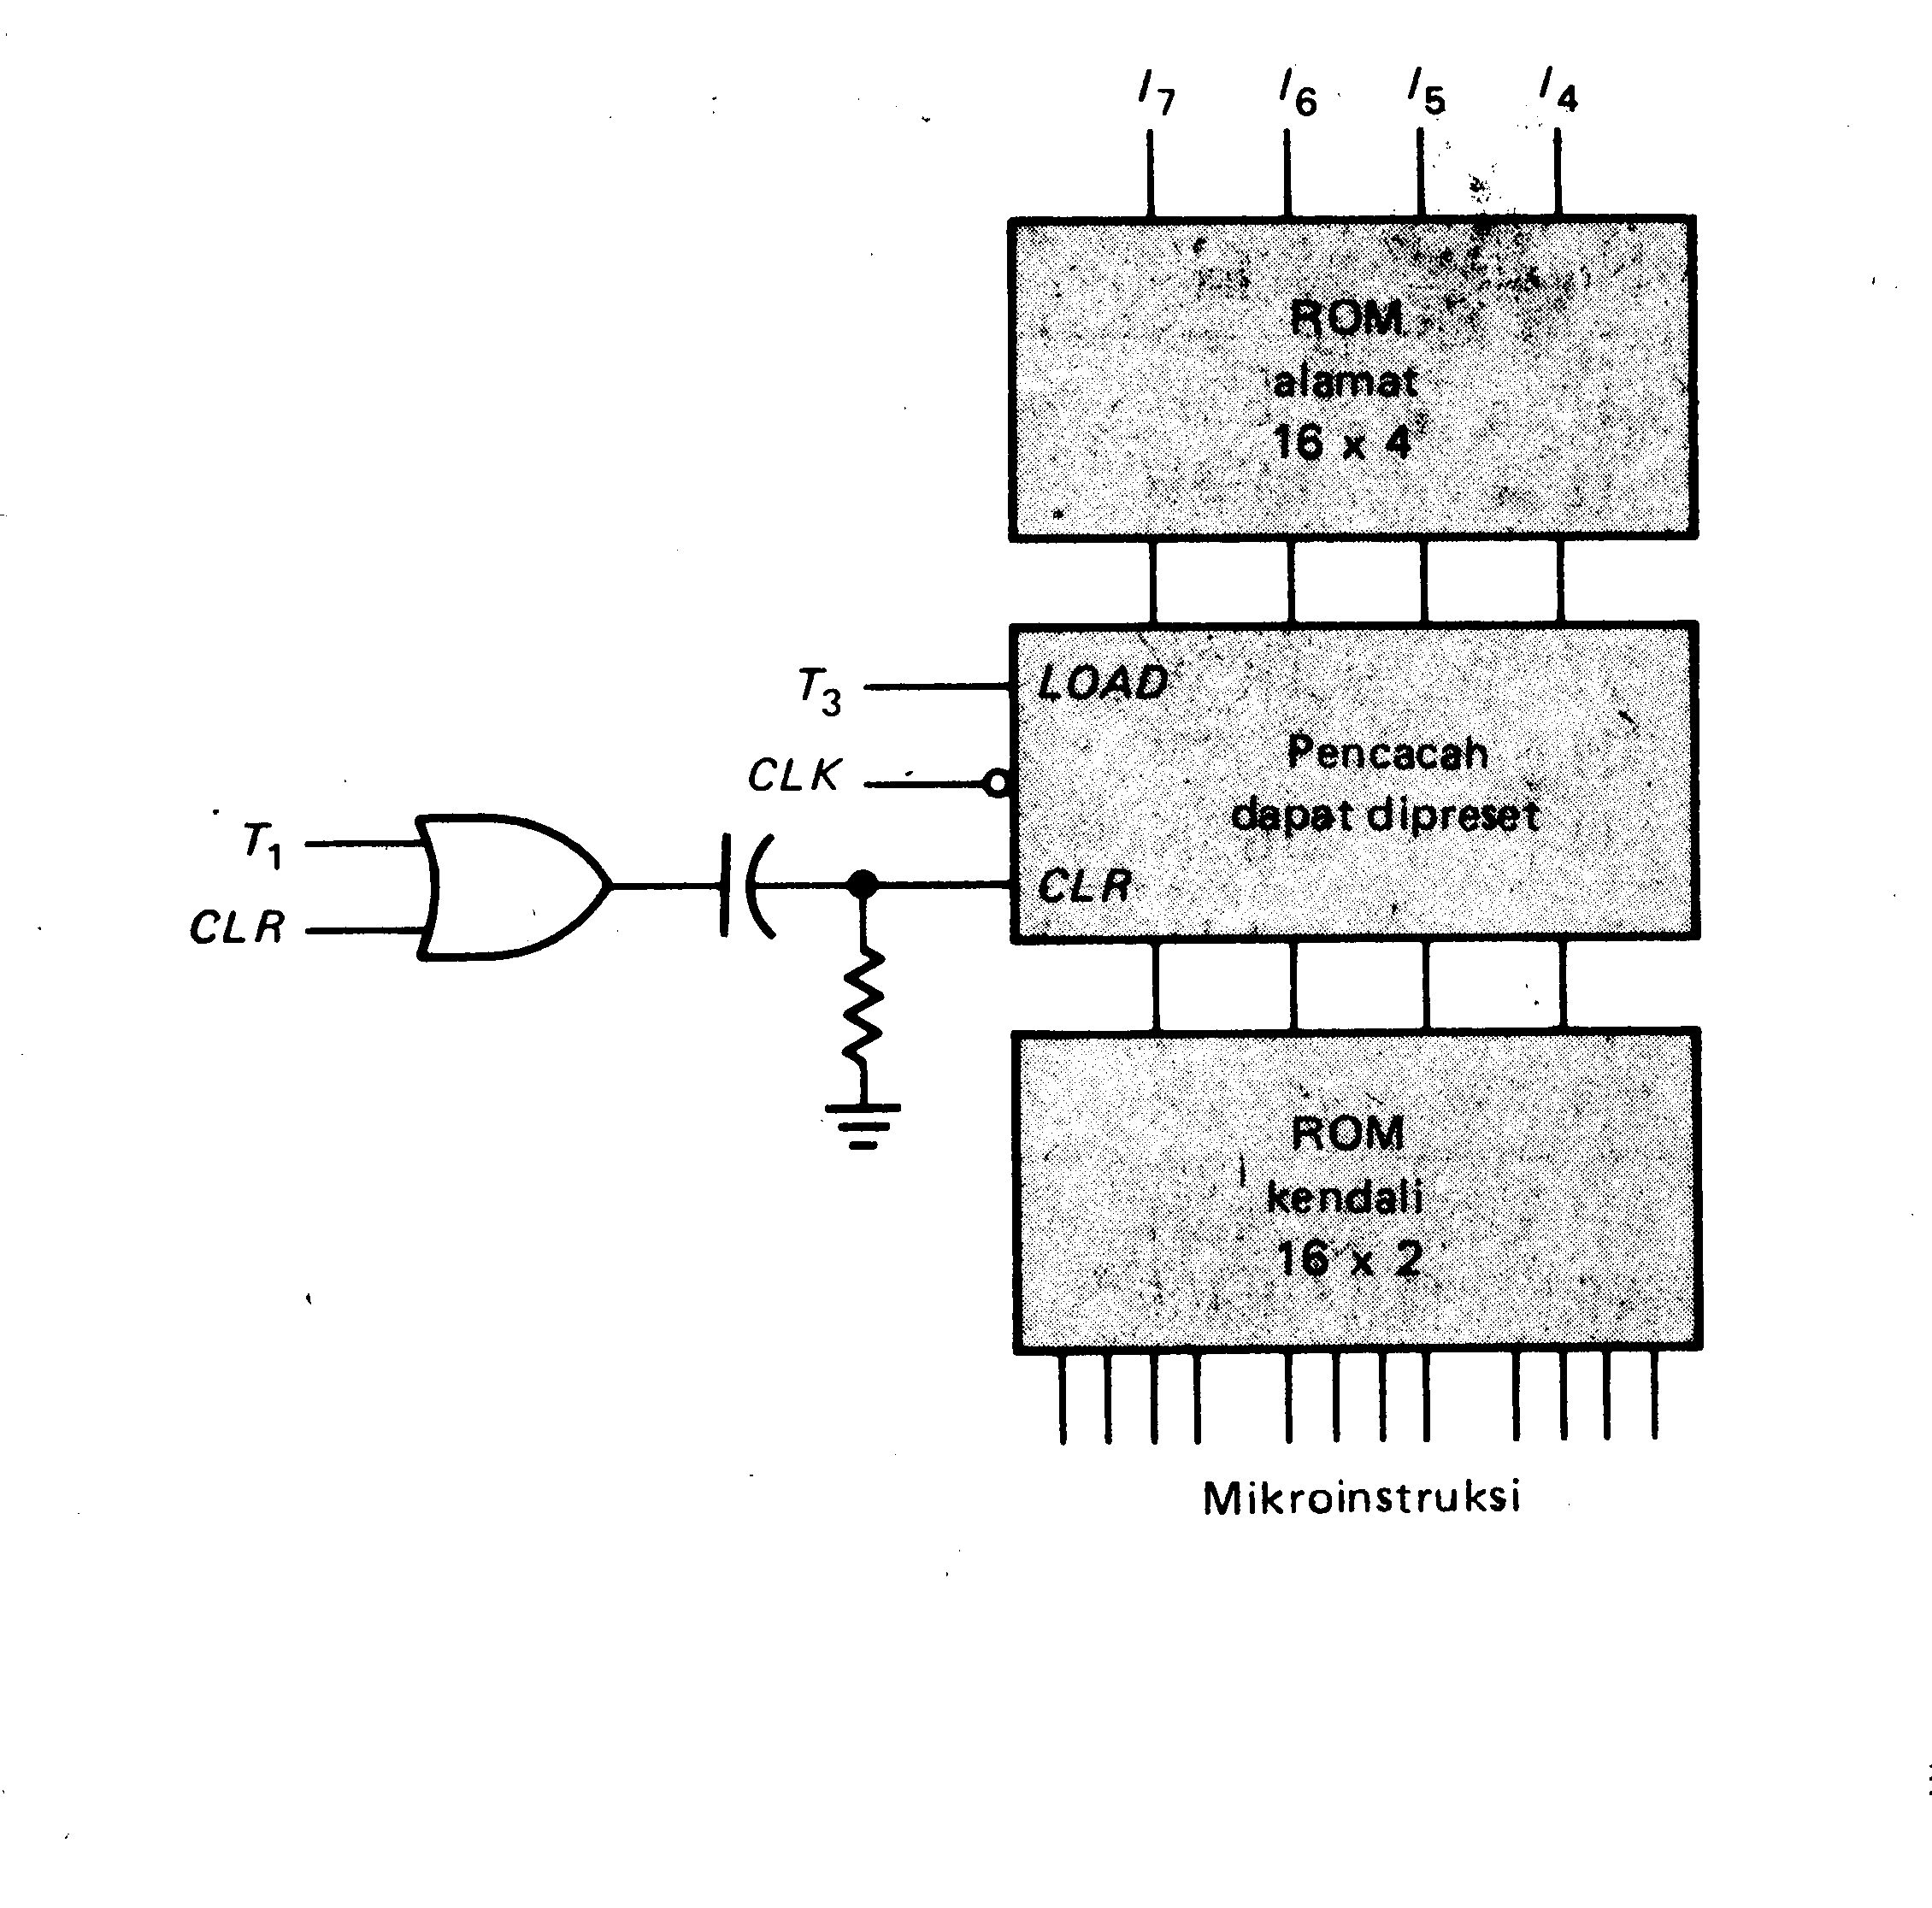 I7 I6 I5 I4
ROM
alamat
16 x 4
T3 LOAD
CLK
Pencacah
dapat dipreset
T1
CLR
CLR
ROM
kendali
16 x 2
Mikroinstruksi